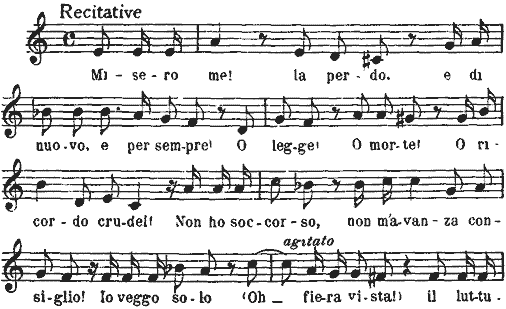 Recitative
Mi-se-ro me! la per-do. e di
nuo-vo, e per sem-pre! O leg-ge! O mor-te! O ri-
cor-do cru-del! Non ho soc-cor-so, non m'a-van-za con-
agitato
si-glio! Io veggo so-lo (Oh_ fie-ra vi-sta!) il lut-tu-